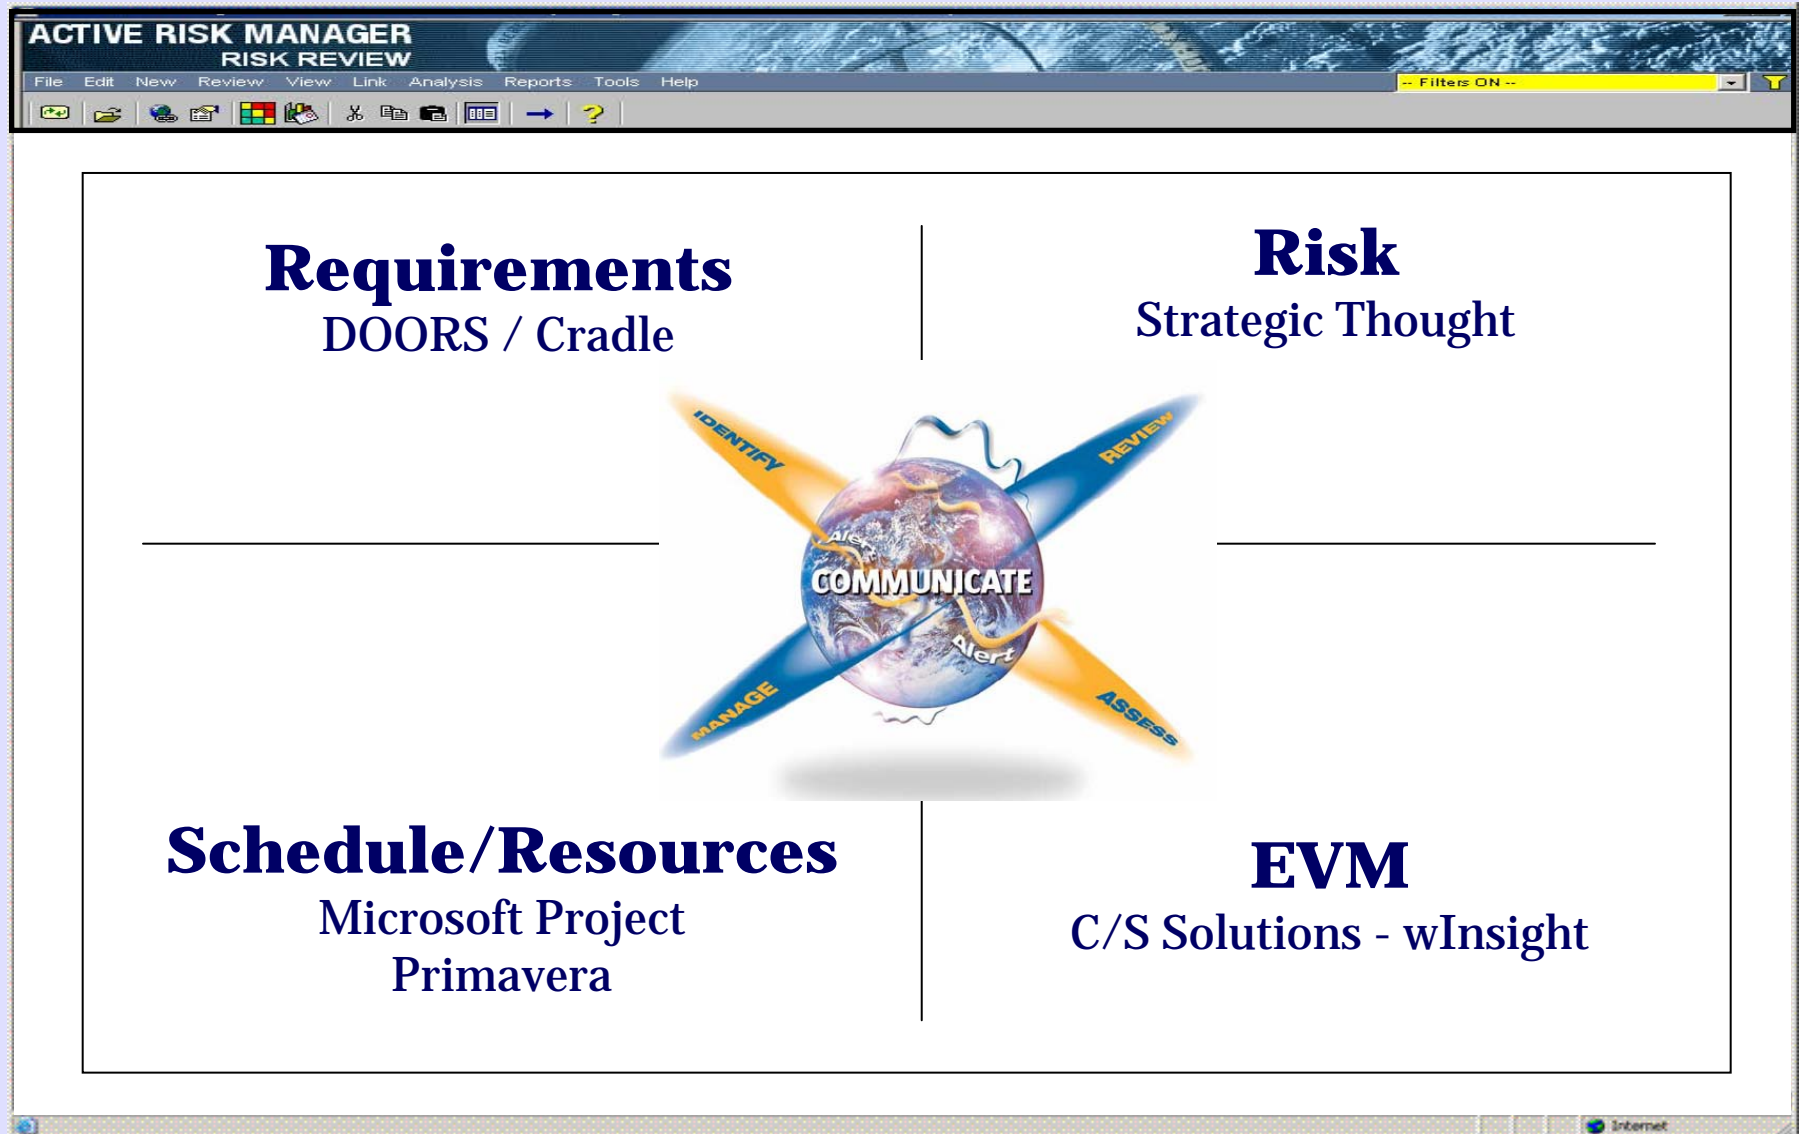 ACTIVE RISK MANAGER
RISK REVIEW
File Edit New Review View Link Analysis Reports Tools Help
-- Filters ON --
Requirements
DOORS / Cradle
Risk
Strategic Thought
IDENTIFY
REVIEW
Alert
COMMUNICATE
Alert
MANAGE
ASSESS
Schedule/Resources
Microsoft Project
Primavera
EVM
C/S Solutions - wInsight
Internet